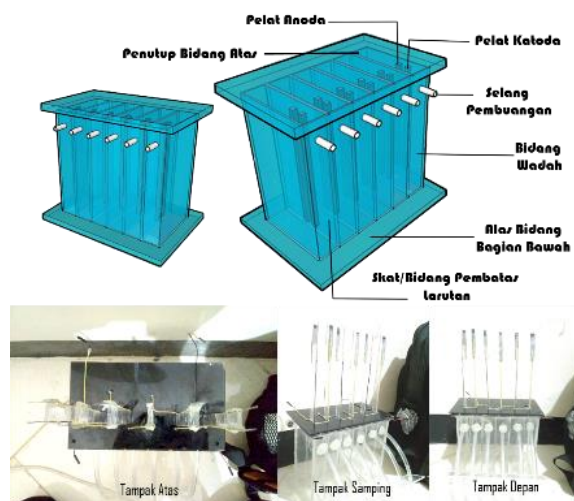 Pelat Anoda
Pelat Katoda
Penutup Bidang Atas
Selang
Pembuangan
Bidang
Wadah
Alas Bidang
Bagian Bawah
Skat/Bidang Pembatas
Larutan
Tampak Atas
Tampak Samping
Tampak Depan